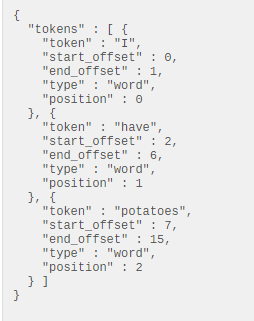 {
  "tokens" : [ {
    "token" : "I",
    "start_offset" : 0,
    "end_offset" : 1,
    "type" : "word",
    "position" : 0
  }, {
    "token" : "have",
    "start_offset" : 2,
    "end_offset" : 6,
    "type" : "word",
    "position" : 1
  }, {
    "token" : "potatoes",
    "start_offset" : 7,
    "end_offset" : 15,
    "type" : "word",
    "position" : 2
  } ]
}